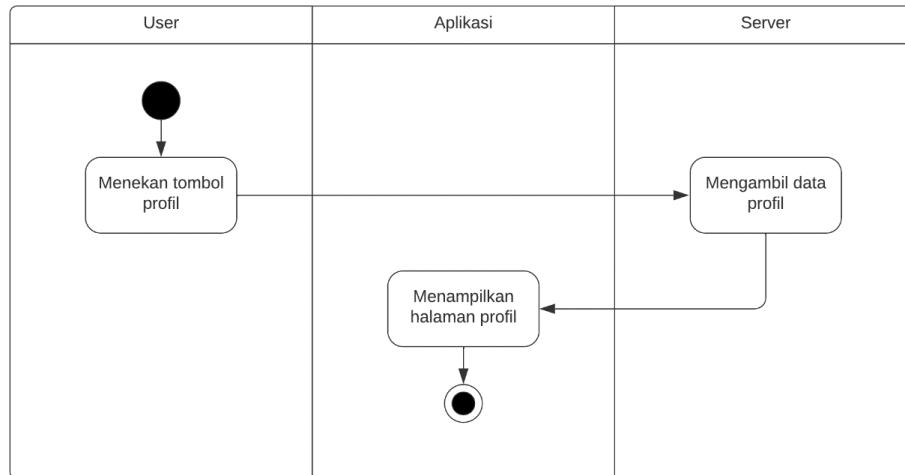 User
Aplikasi
Server
Menekan tombol
profil
Mengambil data
profil
Menampilkan
halaman profil